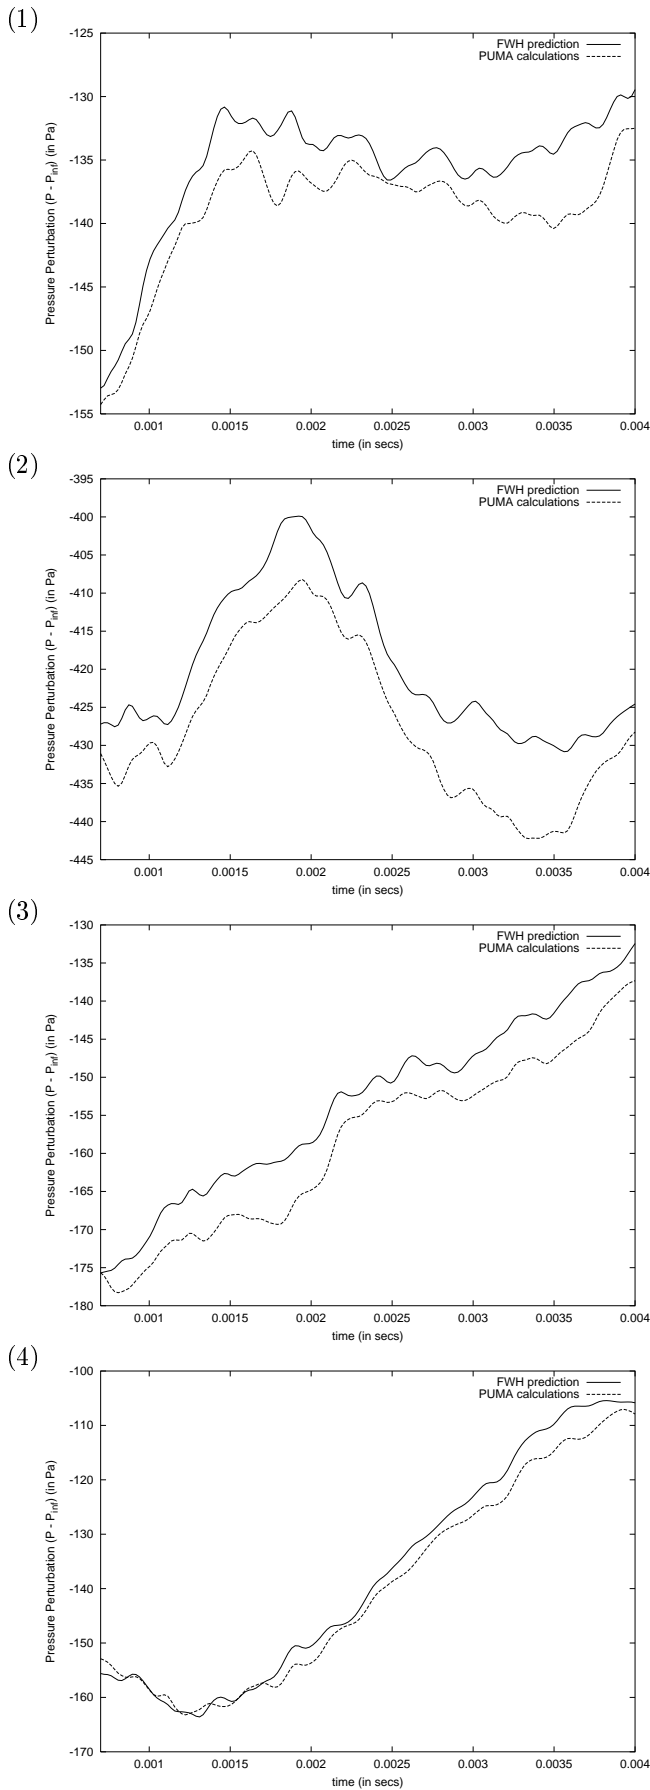 (1)
-125
FWH prediction
PUMA calculations
-130
-135
-140
-145
-150
-155
Pressure Perturbation (P - P_inf) (in Pa)
0.001 0.0015 0.002 0.0025 0.003 0.0035 0.004
time (in secs)
(2)
-395
FWH prediction
PUMA calculations
-400
-405
-410
-415
-420
-425
-430
-435
-440
-445
Pressure Perturbation (P - P_inf) (in Pa)
0.001 0.0015 0.002 0.0025 0.003 0.0035 0.004
time (in secs)
(3)
-130
FWH prediction
PUMA calculations
-135
-140
-145
-150
-155
-160
-165
-170
-175
-180
Pressure Perturbation (P - P_inf) (in Pa)
0.001 0.0015 0.002 0.0025 0.003 0.0035 0.004
time (in secs)
(4)
-100
FWH prediction
PUMA calculations
-110
-120
-130
-140
-150
-160
-170
Pressure Perturbation (P - P_inf) (in Pa)
0.001 0.0015 0.002 0.0025 0.003 0.0035 0.004
time (in secs)